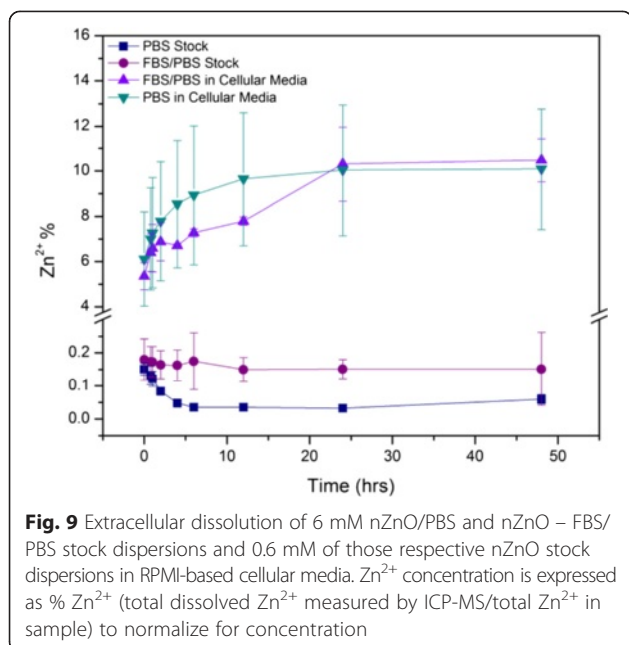 16
14
12
10
8
6
4
0.2
0.1
0.0
Zn2+ %
PBS Stock
FBS/PBS Stock
FBS/PBS in Cellular Media
PBS in Cellular Media
0 10 20 30 40 50
Time (hrs)
Fig. 9 Extracellular dissolution of 6 mM nZnO/PBS and nZnO – FBS/
PBS stock dispersions and 0.6 mM of those respective nZnO stock
dispersions in RPMI-based cellular media. Zn2+ concentration is expressed
as % Zn2+ (total dissolved Zn2+ measured by ICP-MS/total Zn2+ in
sample) to normalize for concentration